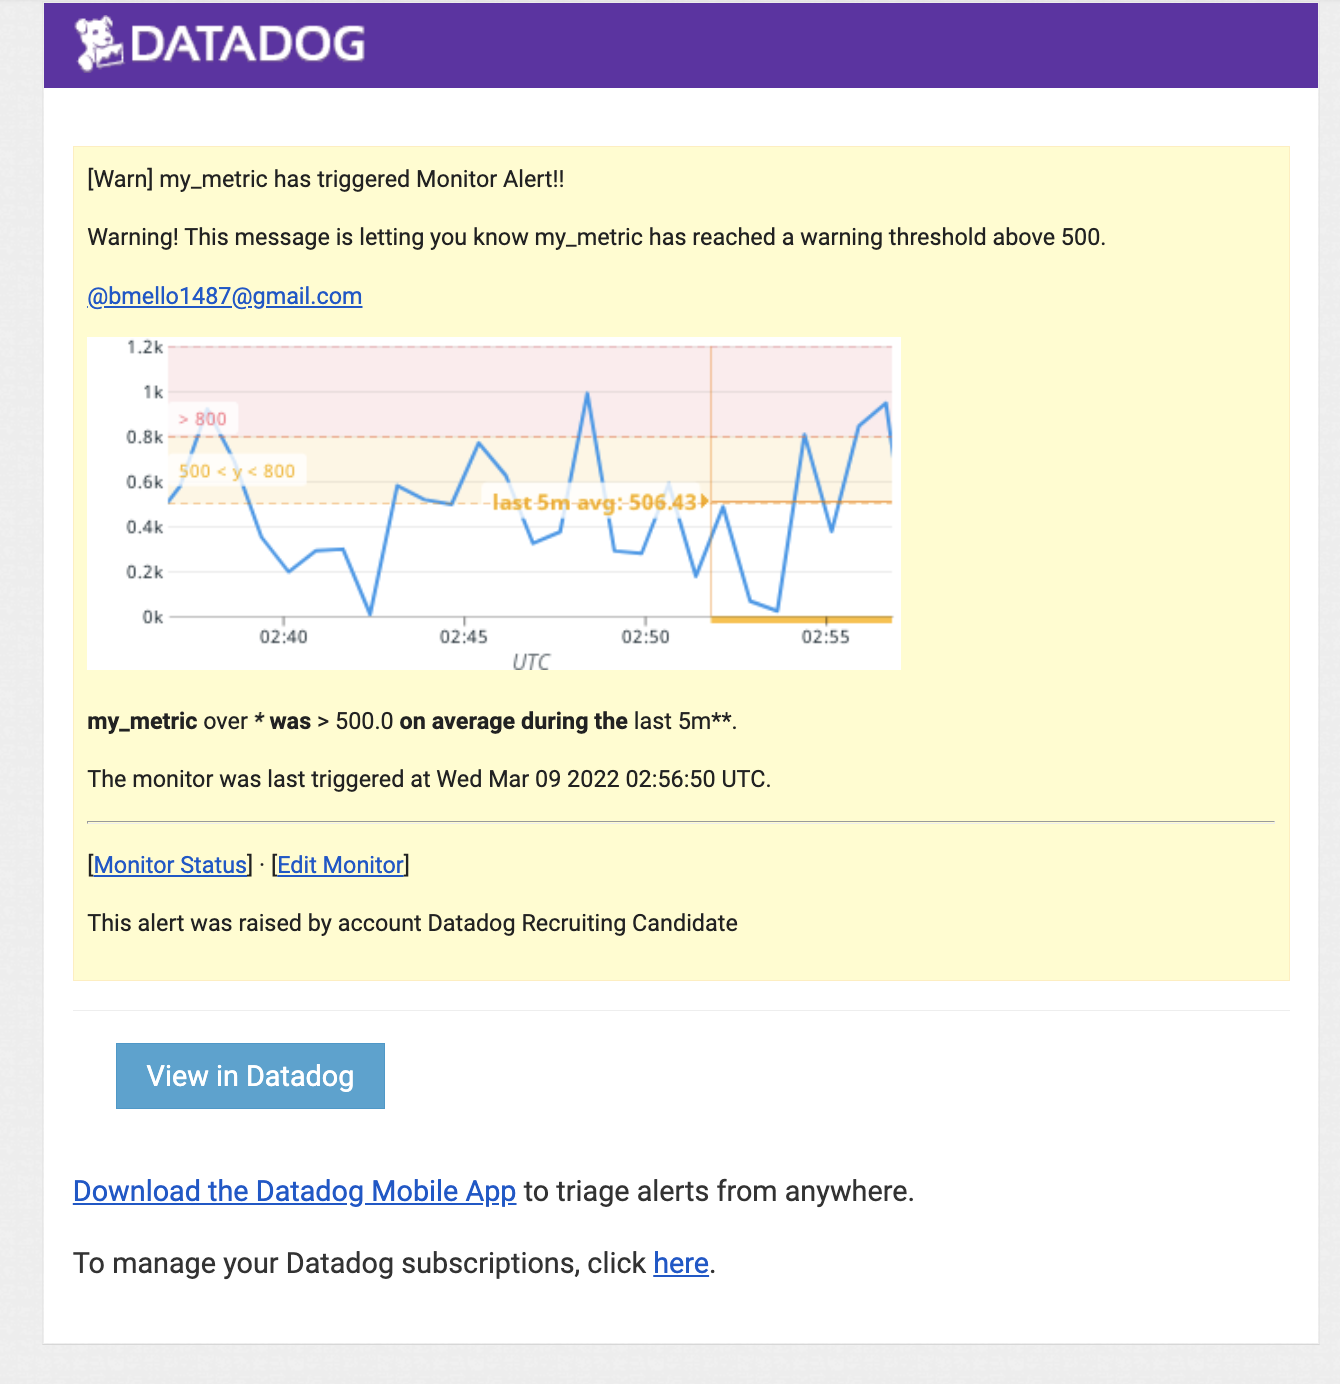 DATADOG
[Warn] my_metric has triggered Monitor Alert!!
Warning! This message is letting you know my_metric has reached a warning threshold above 500.
@bmello1487@gmail.com
1.2k
1k
> 800
0.8k
500 < y < 800
0.6k
last 5m avg: 506.43
0.4k
0.2k
0k
02:40 02:45 02:50 02:55
UTC
my_metric over * was > 500.0 on average during the last 5m**.
The monitor was last triggered at Wed Mar 09 2022 02:56:50 UTC.
[Monitor Status] · [Edit Monitor]
This alert was raised by account Datadog Recruiting Candidate
View in Datadog
Download the Datadog Mobile App to triage alerts from anywhere.
To manage your Datadog subscriptions, click here.